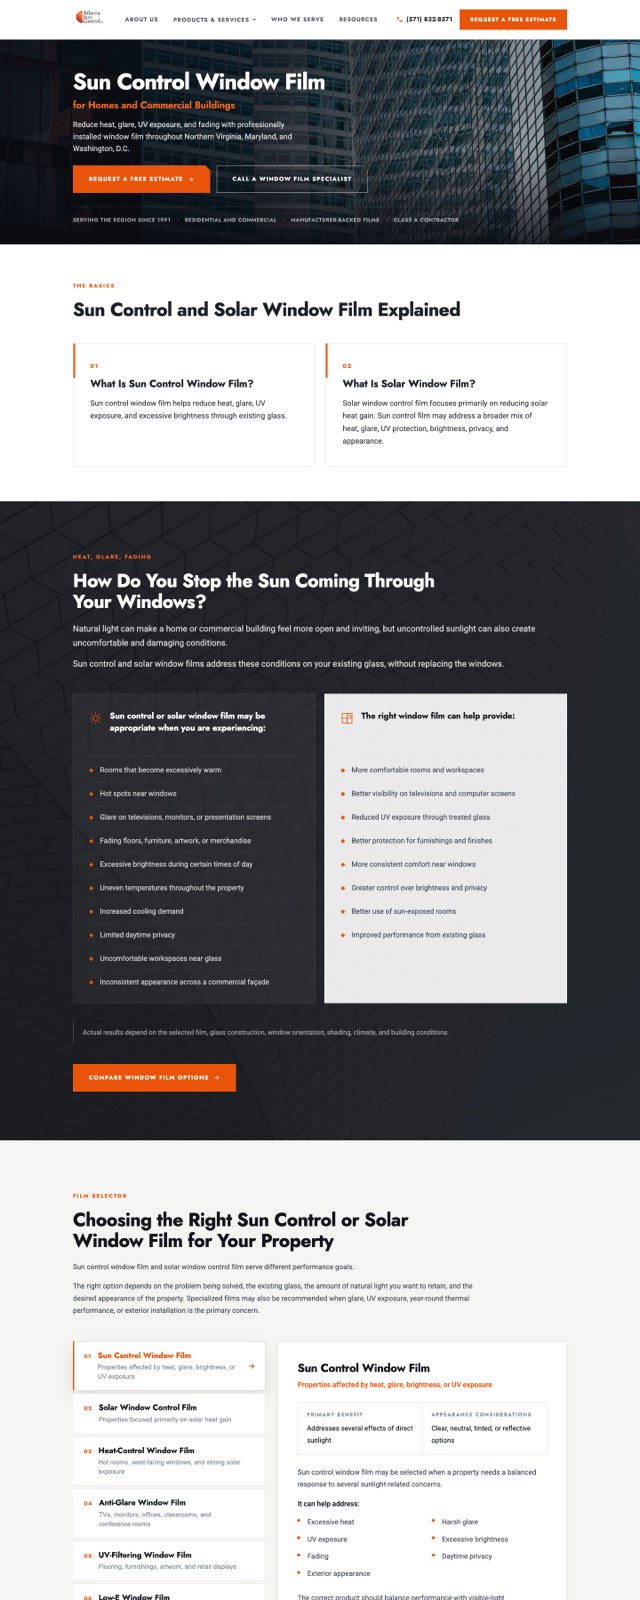 Atlantic
Sun
Control
ABOUT US
PRODUCTS & SERVICES
WHO WE SERVE
RESOURCES
(571) 832-8571
REQUEST A FREE ESTIMATE
Sun Control Window Film
for Homes and Commercial Buildings
Reduce heat, glare, UV exposure, and fading with professionally
installed window film throughout Northern Virginia, Maryland, and
Washington, D.C.
REQUEST A FREE ESTIMATE →
CALL A WINDOW FILM SPECIALIST
SERVING THE REGION SINCE 1991 · RESIDENTIAL AND COMMERCIAL · MANUFACTURER-BACKED FILMS · CLASS A CONTRACTOR
THE BASICS
Sun Control and Solar Window Film Explained
01
What Is Sun Control Window Film?
Sun control window film helps reduce heat, glare, UV
exposure, and excessive brightness through existing glass.
02
What Is Solar Window Film?
Solar window control film focuses primarily on reducing solar
heat gain. Sun control film may address a broader mix of
heat, glare, UV protection, brightness, privacy, and
appearance.
HEAT, GLARE, FADING
How Do You Stop the Sun Coming Through
Your Windows?
Natural light can make a home or commercial building feel more open and inviting, but uncontrolled sunlight can also create
uncomfortable and damaging conditions.
Sun control and solar window films address these conditions on your existing glass, without replacing the windows.
Sun control or solar window film may be
appropriate when you are experiencing:
Rooms that become excessively warm
Hot spots near windows
Glare on televisions, monitors, or presentation screens
Fading floors, furniture, artwork, or merchandise
Excessive brightness during certain times of day
Uneven temperatures throughout the property
Increased cooling demand
Limited daytime privacy
Uncomfortable workspaces near glass
Inconsistent appearance across a commercial façade
The right window film can help provide:
More comfortable rooms and workspaces
Better visibility on televisions and computer screens
Reduced UV exposure through treated glass
Better protection for furnishings and finishes
More consistent comfort near windows
Greater control over brightness and privacy
Better use of sun-exposed rooms
Improved performance from existing glass
Actual results depend on the selected film, glass construction, window orientation, shading, climate, and building conditions.
COMPARE WINDOW FILM OPTIONS →
FILM SELECTOR
Choosing the Right Sun Control or Solar
Window Film for Your Property
Sun control window film and solar window control film serve different performance goals.
The right option depends on the problem being solved, the existing glass, the amount of natural light you want to retain, and the
desired appearance of the property. Specialized films may also be recommended when glare, UV exposure, year-round thermal
performance, or exterior installation is the primary concern.
01 Sun Control Window Film
Properties affected by heat, glare, brightness, or
UV exposure
→
02 Solar Window Control Film
Properties focused primarily on solar heat gain
03 Heat-Control Window Film
Hot rooms, west-facing windows, and strong solar
exposure
04 Anti-Glare Window Film
TVs, monitors, offices, classrooms, and
conference rooms
05 UV-Filtering Window Film
Flooring, furnishings, artwork, and retail displays
06 Low-E Window Film
Sun Control Window Film
Properties affected by heat, glare, brightness, or UV exposure
PRIMARY BENEFIT
Addresses several effects of direct
sunlight
APPEARANCE CONSIDERATIONS
Clear, neutral, tinted, or reflective
options
Sun control window film may be selected when a property needs a balanced
response to several sunlight-related concerns.
It can help address:
Excessive heat
Harsh glare
UV exposure
Excessive brightness
Fading
Daytime privacy
Exterior appearance
The correct product should balance performance with visible-light